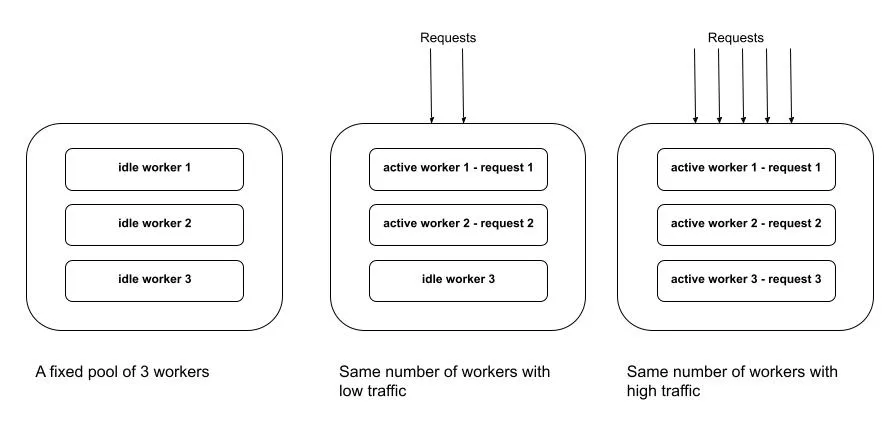 Requests
Requests
idle worker 1
idle worker 2
idle worker 3
active worker 1 - request 1
active worker 2 - request 2
idle worker 3
active worker 1 - request 1
active worker 2 - request 2
active worker 3 - request 3
A fixed pool of 3 workers
Same number of workers with
low traffic
Same number of workers with
high traffic